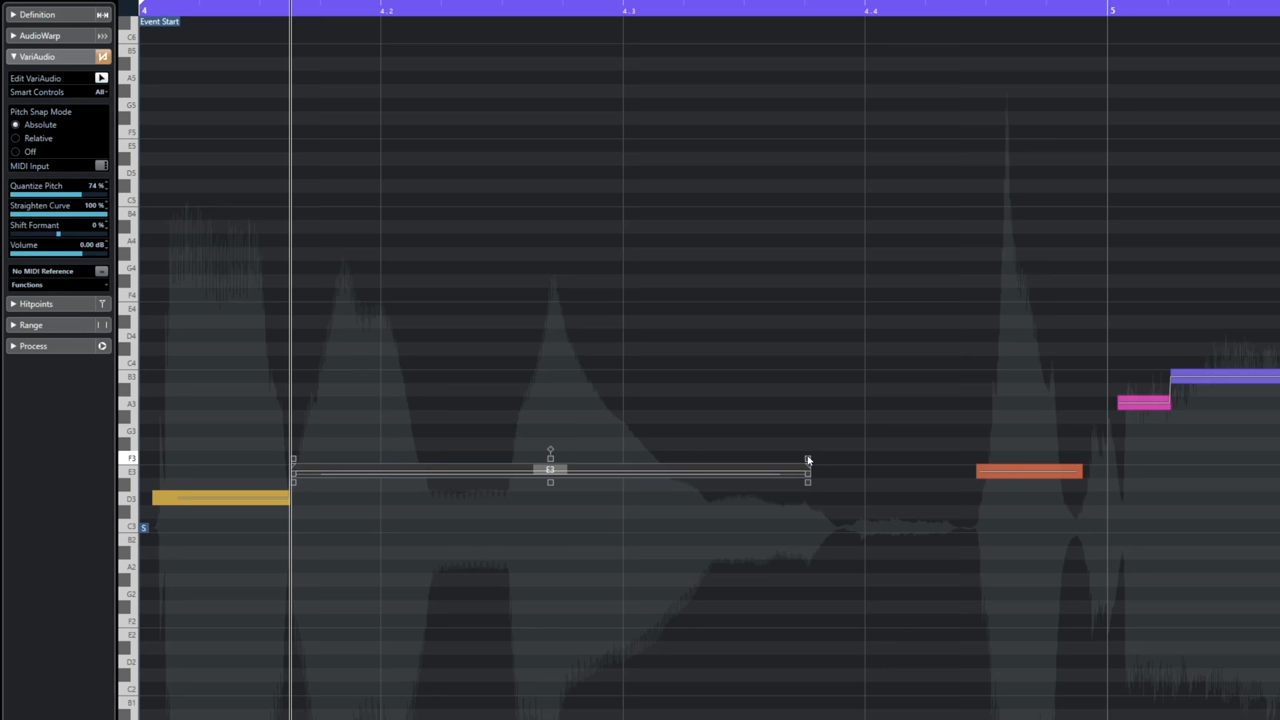 Definition
AudioWarp
VariAudio
Edit VariAudio
Smart Controls All
Pitch Snap Mode
Absolute
Relative
Off
MIDI Input
Quantize Pitch 74 %
Straighten Curve 100 %
Shift Formant 0 %
Volume 0.00 dB
No MIDI Reference
Functions
Hitpoints
Range
Process
4 4.2 4.3 4.4 5
Event Start
C6
B5
A5
G5
F5
E5
D5
C5
B4
A4
G4
F4
E4
D4
C4
B3
A3
G3
F3
E3 E3
D3
C3 S
B2
A2
G2
F2
E2
D2
C2
B1